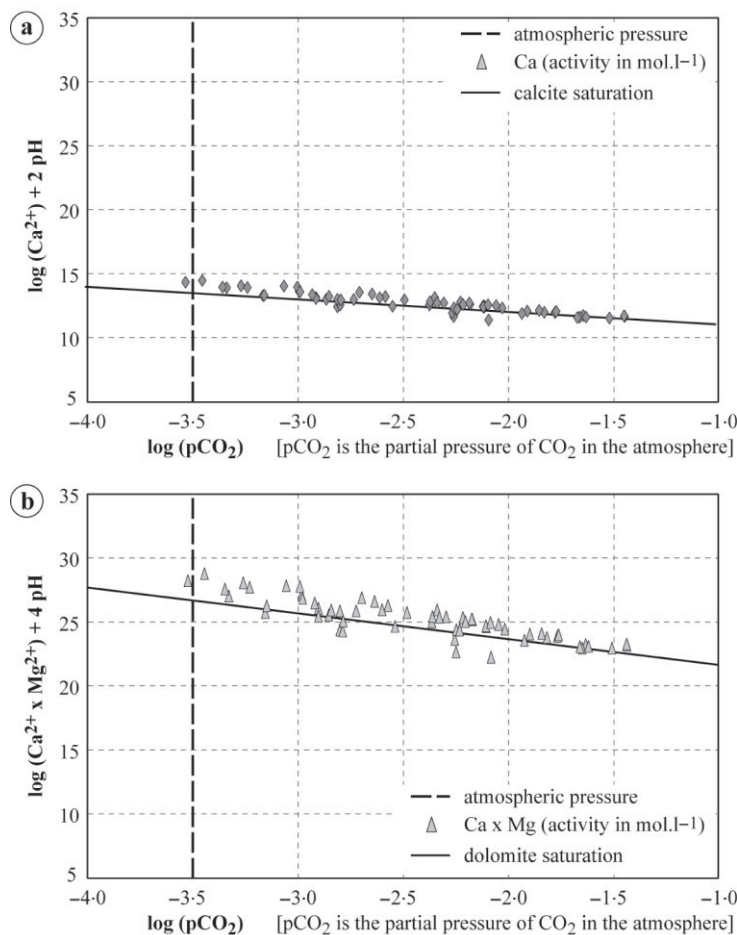 a
35
30
25
20
15
10
5
log (Ca²⁺) + 2 pH
atmospheric pressure
Ca (activity in mol.l–1)
calcite saturation
–4·0 –3·5 –3·0 –2·5 –2·0 –1·5 –1·0
log (pCO₂) [pCO₂ is the partial pressure of CO₂ in the atmosphere]
b
35
30
25
20
15
10
5
log (Ca²⁺ x Mg²⁺) + 4 pH
atmospheric pressure
Ca x Mg (activity in mol.l–1)
dolomite saturation
–4·0 –3·5 –3·0 –2·5 –2·0 –1·5 –1·0
log (pCO₂) [pCO₂ is the partial pressure of CO₂ in the atmosphere]